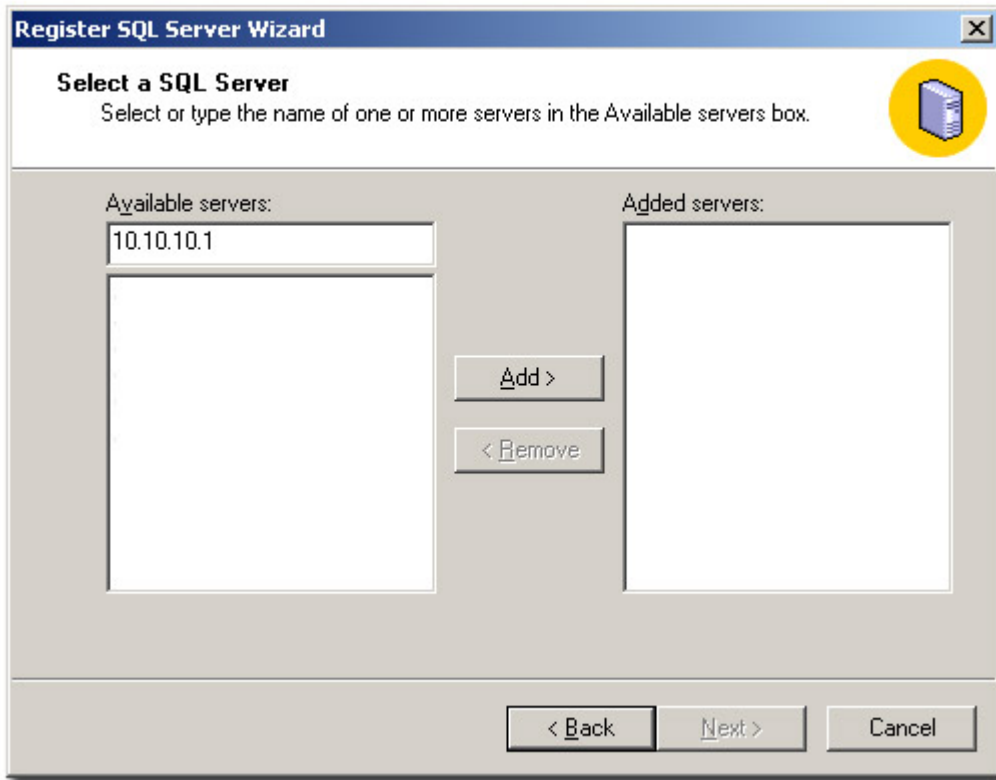 Register SQL Server Wizard
Select a SQL Server
Select or type the name of one or more servers in the Available servers box.
Available servers:
Added servers:
10.10.10.1
Add >
< Remove
< Back
Next >
Cancel